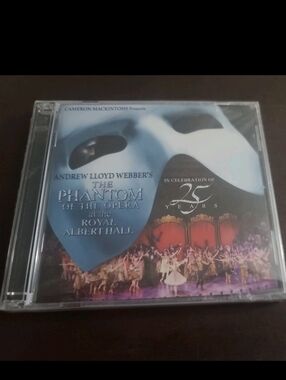 CAMERON MACKINTOSH Presents
ANDREW LLOYD WEBBER'S
THE
PHANTOM
OF THE OPERA
at the
ROYAL
ALBERT HALL
IN CELEBRATION OF
25
YEARS